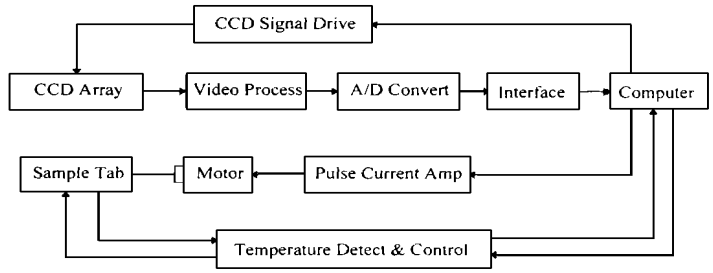 CCD Signal Drive
CCD Array
Video Process
A/D Convert
Interface
Computer
Sample Tab
Motor
Pulse Current Amp
Temperature Detect & Control